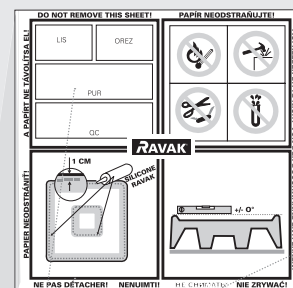 DO NOT REMOVE THIS SHEET!
PAPÍR NEODSTRAŇUJTE!
A PAPÍRT NE TÁVOLÍTSA EL!
LIS
OREZ
PUR
QC
RAVAK
PAPIER NEODSTRÁNIŤ!
1 CM
SILICONE
RAVAK
+/- 0°
NE PAS DÉTACHER!
NENUIMTI!
NIE ZRYWAĆ!